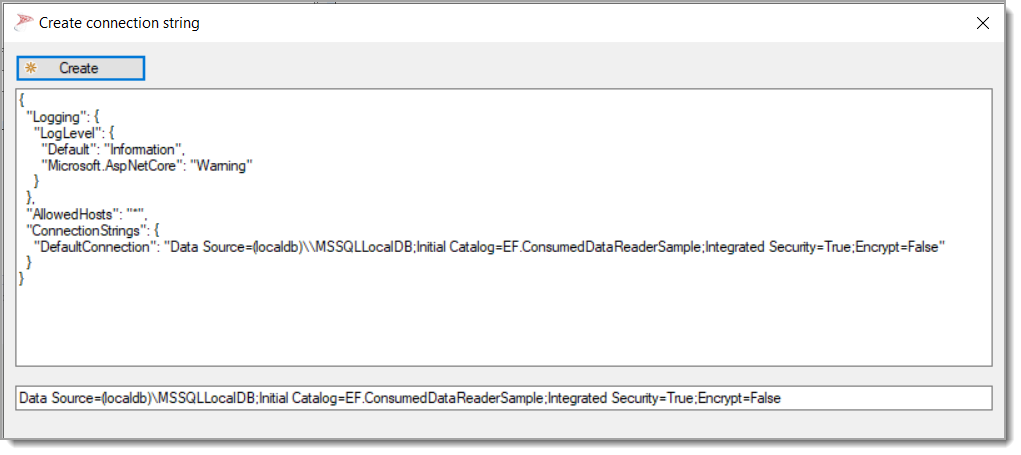 Create connection string
Create
{
"Logging": {
"LogLevel": {
"Default": "Information",
"Microsoft.AspNetCore": "Warning"
}
},
"AllowedHosts": "*",
"ConnectionStrings": {
"DefaultConnection": "Data Source=(localdb)\\MSSQLLocalDB;Initial Catalog=EF.ConsumedDataReaderSample;Integrated Security=True;Encrypt=False"
}
}
Data Source=(localdb)\MSSQLLocalDB;Initial Catalog=EF.ConsumedDataReaderSample;Integrated Security=True;Encrypt=False